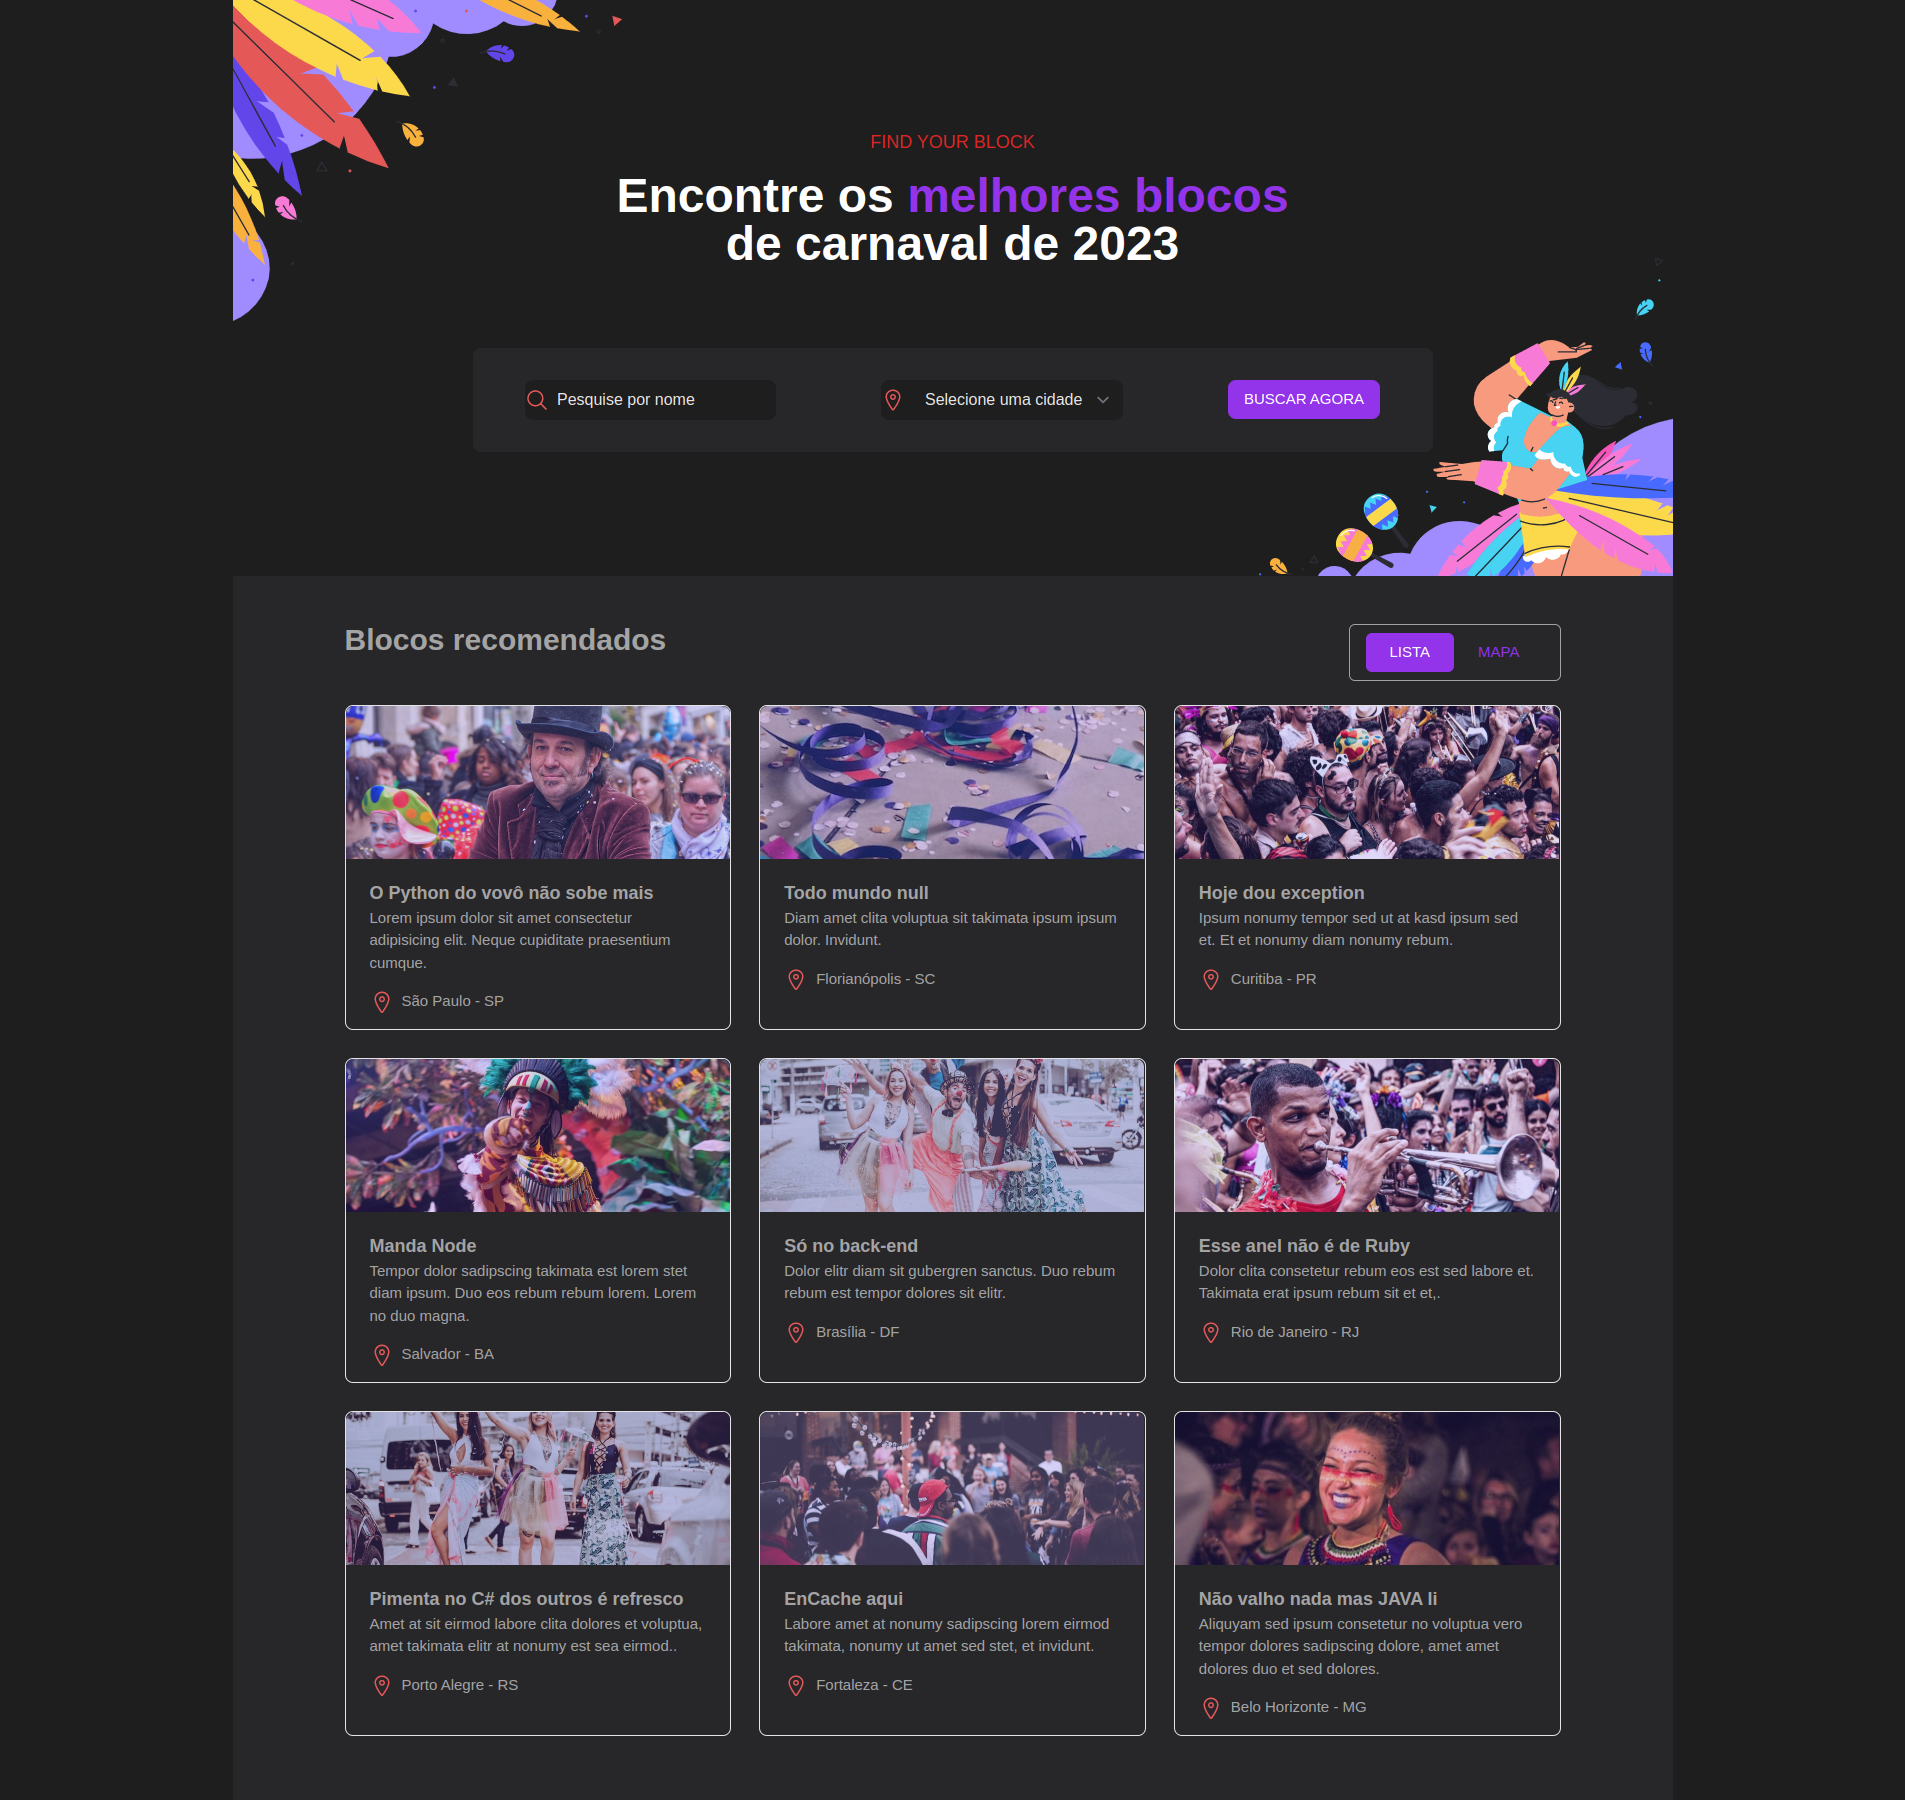 FIND YOUR BLOCK
Encontre os melhores blocos
de carnaval de 2023
Pesquise por nome
Selecione uma cidade
BUSCAR AGORA
Blocos recomendados
LISTA
MAPA
O Python do vovô não sobe mais
Lorem ipsum dolor sit amet consectetur
adipisicing elit. Neque cupiditate praesentium
cumque.
São Paulo - SP
Todo mundo null
Diam amet clita voluptua sit takimata ipsum ipsum
dolor. Invidunt.
Florianópolis - SC
Hoje dou exception
Ipsum nonumy tempor sed ut at kasd ipsum sed
et. Et et nonumy diam nonumy rebum.
Curitiba - PR
Manda Node
Tempor dolor sadipscing takimata est lorem stet
diam ipsum. Duo eos rebum rebum lorem. Lorem
no duo magna.
Salvador - BA
Só no back-end
Dolor elitr diam sit gubergren sanctus. Duo rebum
rebum est tempor dolores sit elitr.
Brasília - DF
Esse anel não é de Ruby
Dolor clita consetetur rebum eos est sed labore et.
Takimata erat ipsum rebum sit et et,.
Rio de Janeiro - RJ
Pimenta no C# dos outros é refresco
Amet at sit eirmod labore clita dolores et voluptua,
amet takimata elitr at nonumy est sea eirmod..
Porto Alegre - RS
EnCache aqui
Labore amet at nonumy sadipscing lorem eirmod
takimata, nonumy ut amet sed stet, et invidunt.
Fortaleza - CE
Não valho nada mas JAVA li
Aliquyam sed ipsum consetetur no voluptua vero
tempor dolores sadipscing dolore, amet amet
dolores duo et sed dolores.
Belo Horizonte - MG